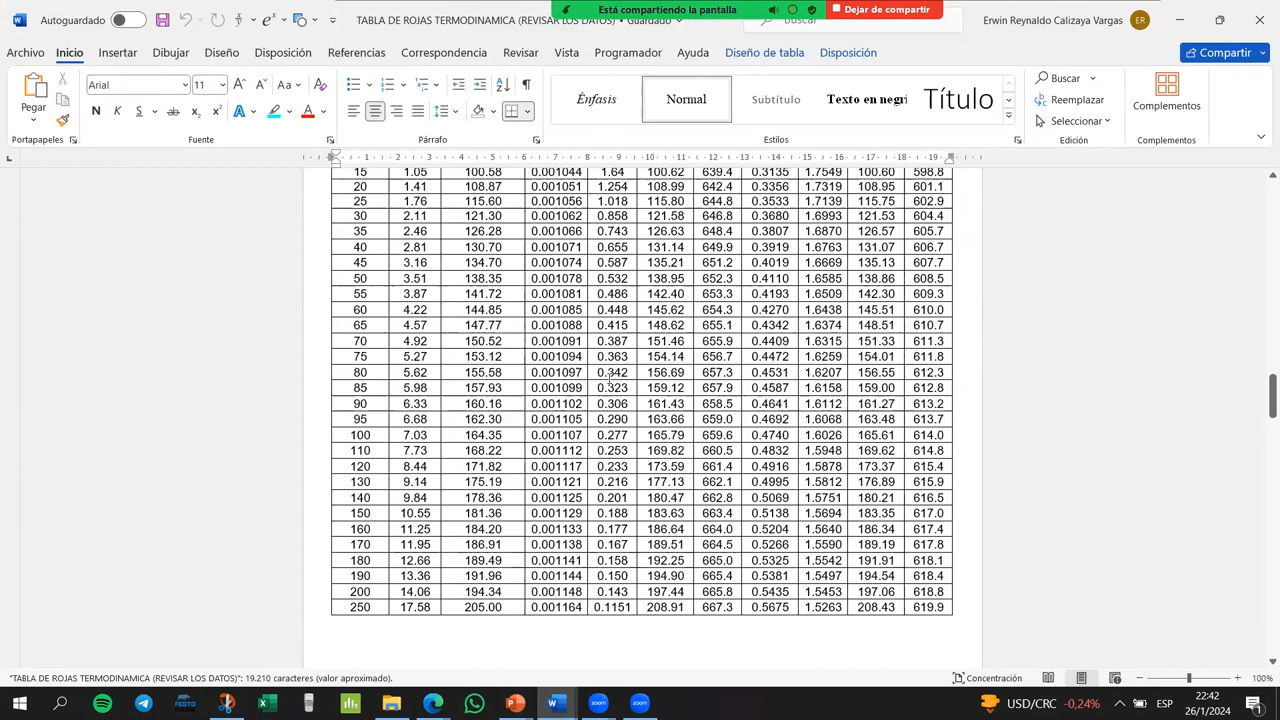 Autoguardado
TABLA DE ROJAS TERMODINAMICA (REVISAR LOS DATOS) • Guardado
Está compartiendo la pantalla
Dejar de compartir
Buscar
Erwin Reynaldo Calizaya Vargas
ER
Archivo Inicio Insertar Dibujar Diseño Disposición Referencias Correspondencia Revisar Vista Programador Ayuda Diseño de tabla Disposición
Compartir
Pegar
Arial 11
Énfasis Normal Subtítulo Texto en negri Título
Buscar
Reemplazar
Seleccionar
Complementos
Portapapeles Fuente Párrafo Estilos Edición Complementos
1 2 3 4 5 6 7 8 9 10 11 12 13 14 15 16 17 18 19
15 1.05 100.58 0.001044 1.64 100.62 639.4 0.3135 1.7549 100.60 598.8
20 1.41 108.87 0.001051 1.254 108.99 642.4 0.3356 1.7319 108.95 601.1
25 1.76 115.60 0.001056 1.018 115.80 644.8 0.3533 1.7139 115.75 602.9
30 2.11 121.30 0.001062 0.858 121.58 646.8 0.3680 1.6993 121.53 604.4
35 2.46 126.28 0.001066 0.743 126.63 648.4 0.3807 1.6870 126.57 605.7
40 2.81 130.70 0.001071 0.655 131.14 649.9 0.3919 1.6763 131.07 606.7
45 3.16 134.70 0.001074 0.587 135.21 651.2 0.4019 1.6669 135.13 607.7
50 3.51 138.35 0.001078 0.532 138.95 652.3 0.4110 1.6585 138.86 608.5
55 3.87 141.72 0.001081 0.486 142.40 653.3 0.4193 1.6509 142.30 609.3
60 4.22 144.85 0.001085 0.448 145.62 654.3 0.4270 1.6438 145.51 610.0
65 4.57 147.77 0.001088 0.415 148.62 655.1 0.4342 1.6374 148.51 610.7
70 4.92 150.52 0.001091 0.387 151.46 655.9 0.4409 1.6315 151.33 611.3
75 5.27 153.12 0.001094 0.363 154.14 656.7 0.4472 1.6259 154.01 611.8
80 5.62 155.58 0.001097 0.342 156.69 657.3 0.4531 1.6207 156.55 612.3
85 5.98 157.93 0.001099 0.323 159.12 657.9 0.4587 1.6158 159.00 612.8
90 6.33 160.16 0.001102 0.306 161.43 658.5 0.4641 1.6112 161.27 613.2
95 6.68 162.30 0.001105 0.290 163.66 659.0 0.4692 1.6068 163.48 613.7
100 7.03 164.35 0.001107 0.277 165.79 659.6 0.4740 1.6026 165.61 614.0
110 7.73 168.22 0.001112 0.253 169.82 660.5 0.4832 1.5948 169.62 614.8
120 8.44 171.82 0.001117 0.233 173.59 661.4 0.4916 1.5878 173.37 615.4
130 9.14 175.19 0.001121 0.216 177.13 662.1 0.4995 1.5812 176.89 615.9
140 9.84 178.36 0.001125 0.201 180.47 662.8 0.5069 1.5751 180.21 616.5
150 10.55 181.36 0.001129 0.188 183.63 663.4 0.5138 1.5694 183.35 617.0
160 11.25 184.20 0.001133 0.177 186.64 664.0 0.5204 1.5640 186.34 617.4
170 11.95 186.91 0.001138 0.167 189.51 664.5 0.5266 1.5590 189.19 617.8
180 12.66 189.49 0.001141 0.158 192.25 665.0 0.5325 1.5542 191.91 618.1
190 13.36 191.96 0.001144 0.150 194.90 665.4 0.5381 1.5497 194.54 618.4
200 14.06 194.34 0.001148 0.143 197.44 665.8 0.5435 1.5453 197.06 618.8
250 17.58 205.00 0.001164 0.1151 208.91 667.3 0.5675 1.5263 208.43 619.9
"TABLA DE ROJAS TERMODINAMICA (REVISAR LOS DATOS)": 19.210 caracteres (valor aproximado).
Concentración
100%
USD/CRC -0,24%
ESP
22:42
26/1/2024